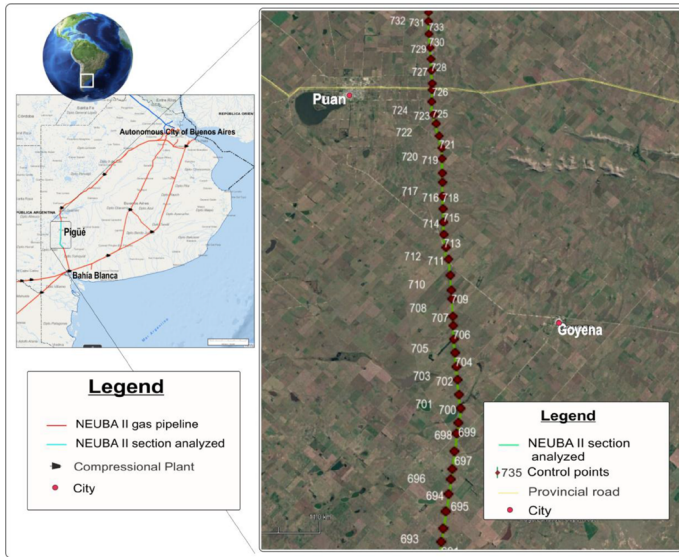 REPÚBLICA ORIEN
Autonomous City of Buenos Aires
Pigüé
Bahía Blanca
Legend
NEUBA II gas pipeline
NEUBA II section analyzed
Compressional Plant
City
732
731
733
730
729
728
727
Puan
726
724
723
725
722
721
720
719
717
716
718
715
714
713
712
711
710
709
708
707
706
Goyena
705
704
703
702
701
700
699
698
697
696
694
695
693
Legend
NEUBA II section
analyzed
735 Control points
Provincial road
City